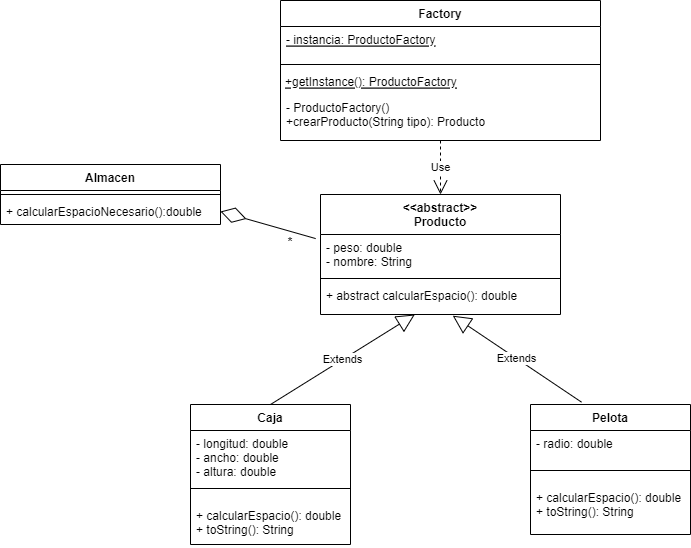 Factory
- instancia: ProductoFactory
+getInstance(): ProductoFactory
- ProductoFactory()
+crearProducto(String tipo): Producto
Use
Almacen
+ calcularEspacioNecesario():double
*
<<abstract>>
Producto
- peso: double
- nombre: String
+ abstract calcularEspacio(): double
Extends
Extends
Caja
- longitud: double
- ancho: double
- altura: double
+ calcularEspacio(): double
+ toString(): String
Pelota
- radio: double
+ calcularEspacio(): double
+ toString(): String